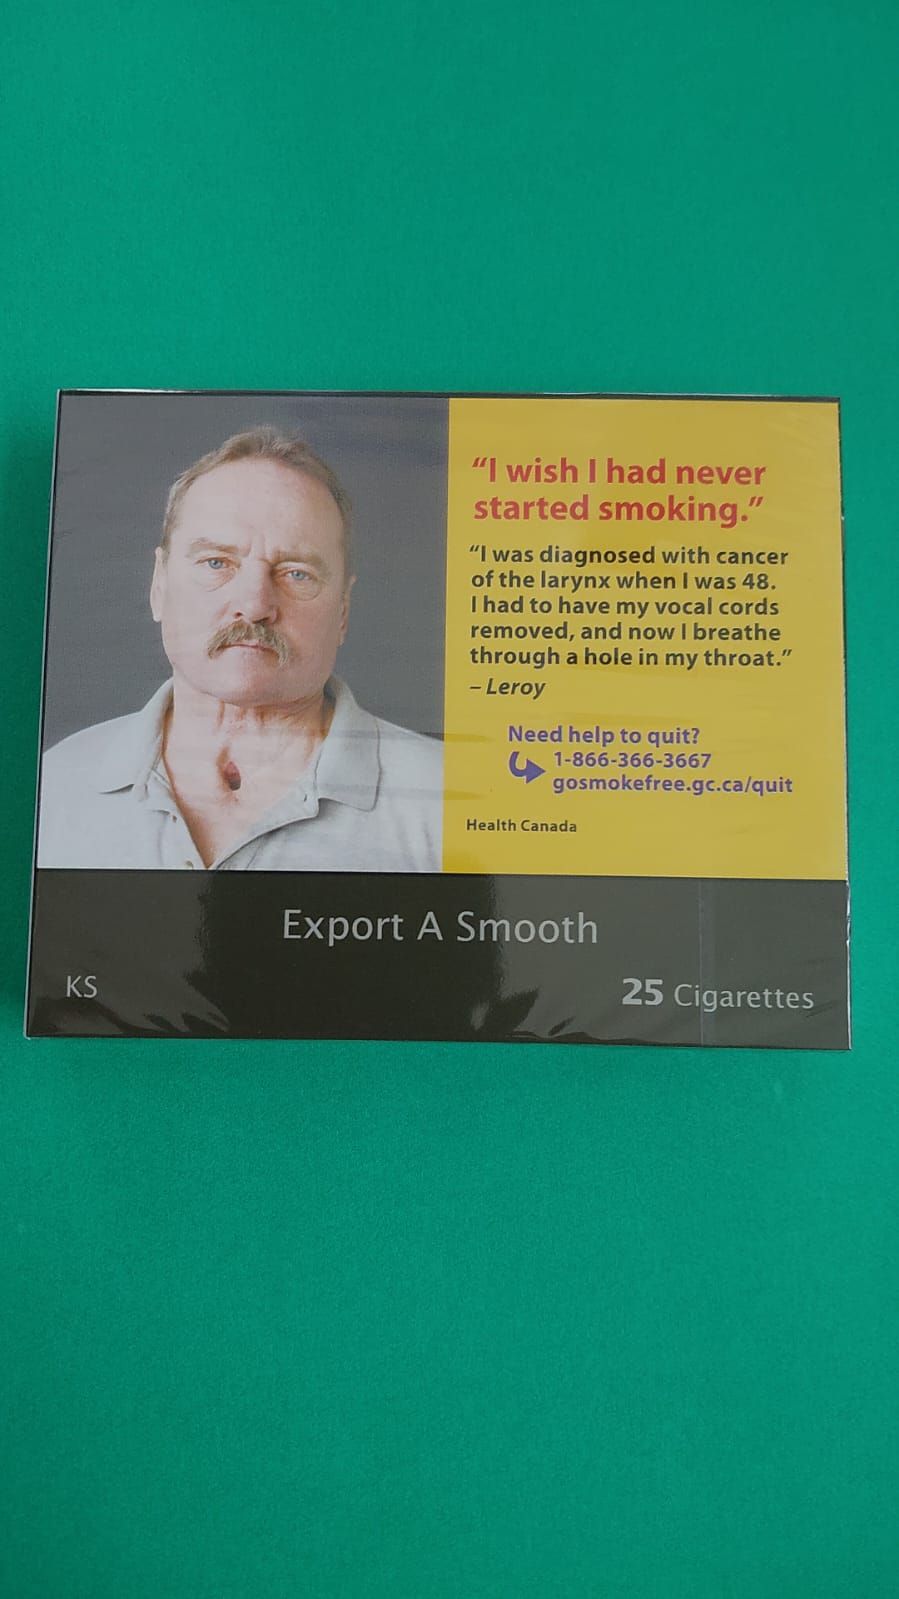 “I wish I had never
started smoking.”
“I was diagnosed with cancer
of the larynx when I was 48.
I had to have my vocal cords
removed, and now I breathe
through a hole in my throat.”
– Leroy
Need help to quit?
1-866-366-3667
gosmokefree.gc.ca/quit
Health Canada
Export A Smooth
KS
25 Cigarettes